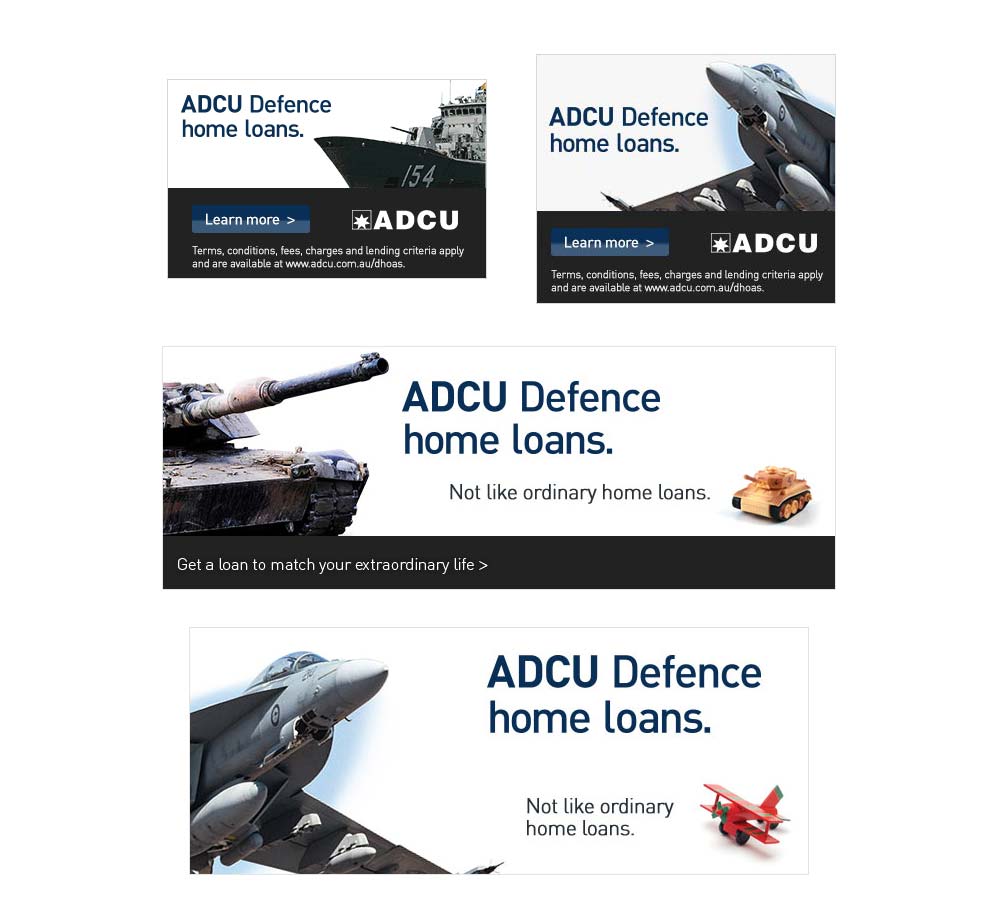 ADCU Defence
home loans.
154
Learn more >
ADCU
Terms, conditions, fees, charges and lending criteria apply
and are available at www.adcu.com.au/dhoas.
ADCU Defence
home loans.
Learn more >
ADCU
Terms, conditions, fees, charges and lending criteria apply
and are available at www.adcu.com.au/dhoas.
ADCU Defence
home loans.
Not like ordinary home loans.
Get a loan to match your extraordinary life >
ADCU Defence
home loans.
Not like ordinary
home loans.